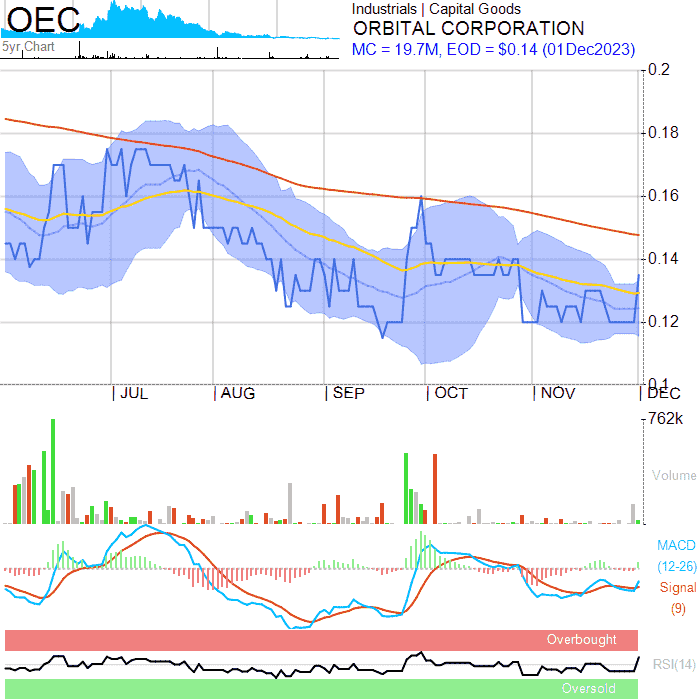 OEC
5yr Chart
Industrials | Capital Goods
ORBITAL CORPORATION
MC = 19.7M, EOD = $0.14 (01Dec2023)
0.2
0.18
0.16
0.14
0.12
0.1
JUL
AUG
SEP
OCT
NOV
DEC
762k
Volume
MACD
(12-26)
Signal
(9)
Overbought
RSI(14)
Oversold